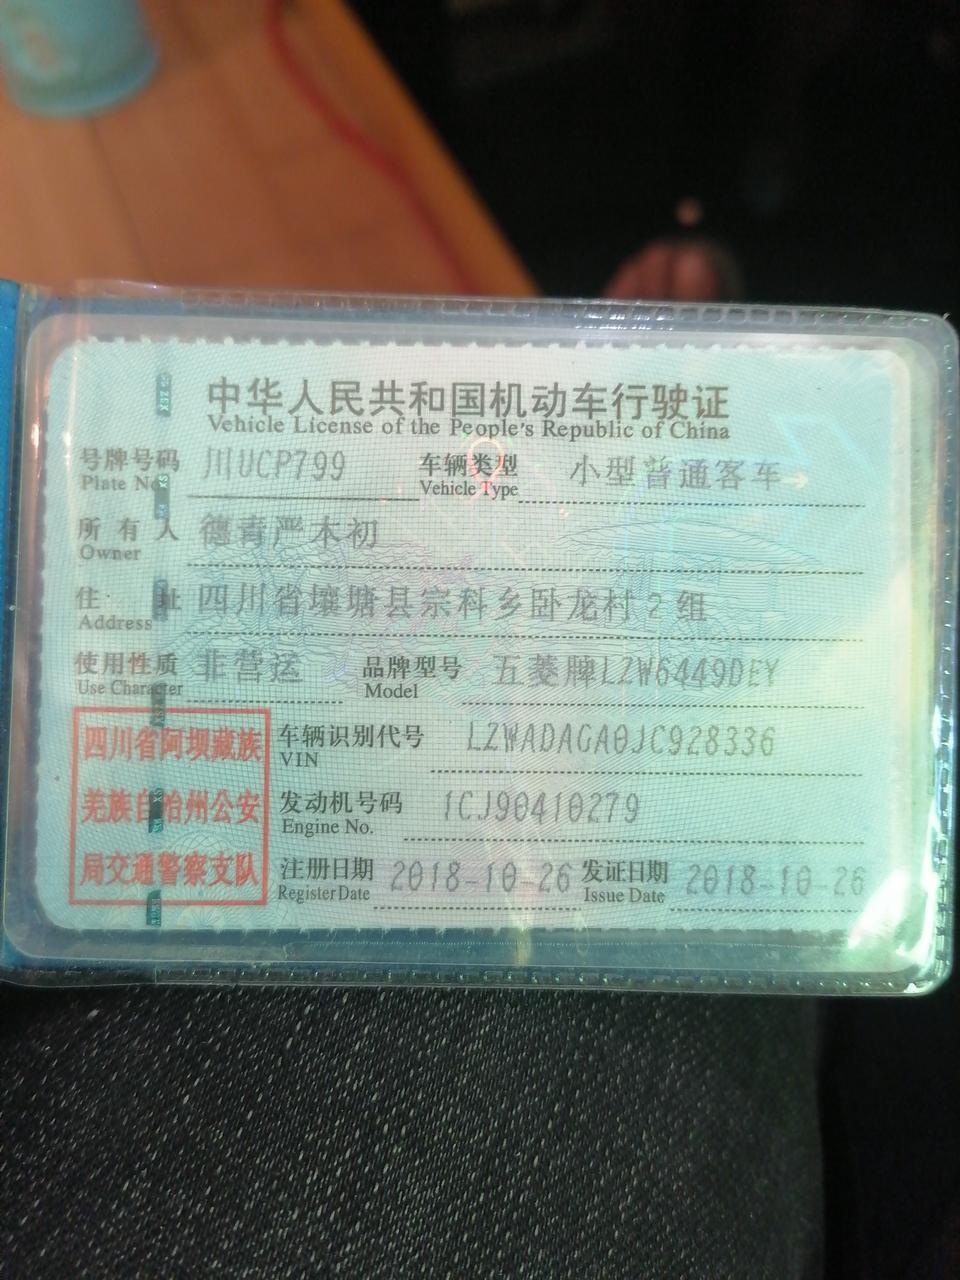 中华人民共和国机动车行驶证
Vehicle License of the People's Republic of China
号牌号码 川UCP799 车辆类型 小型普通客车
Plate No. Vehicle Type
所有人 德青严木初
Owner
住址 四川省壤塘县宗科乡卧龙村2组
Address
使用性质 非营运 品牌型号 五菱牌LZW6449DEY
Use Character Model
四川省阿坝藏族
羌族自治州公安
局交通警察支队
车辆识别代号 LZWADAGA0JC928336
VIN
发动机号码 1CJ90410279
Engine No.
注册日期 2018-10-26 发证日期 2018-10-26
Register Date Issue Date